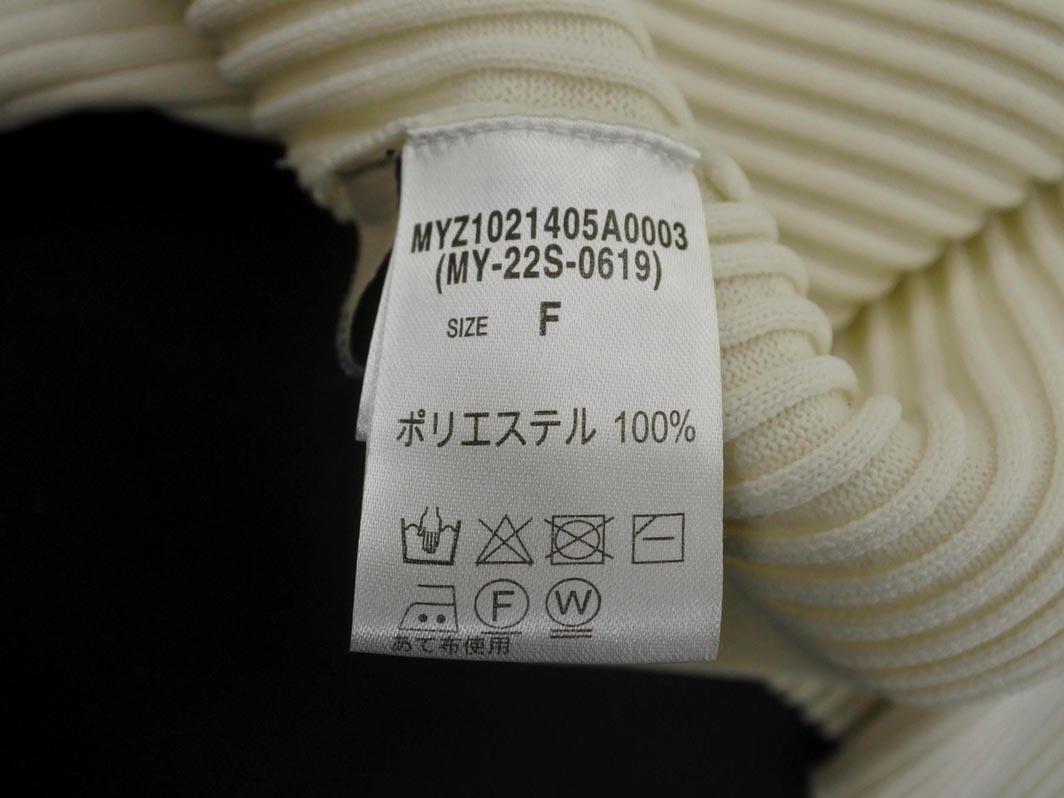 MYZ1021405A0003
(MY-22S-0619)
SIZE F
ポリエステル 100%
F W
あて布使用